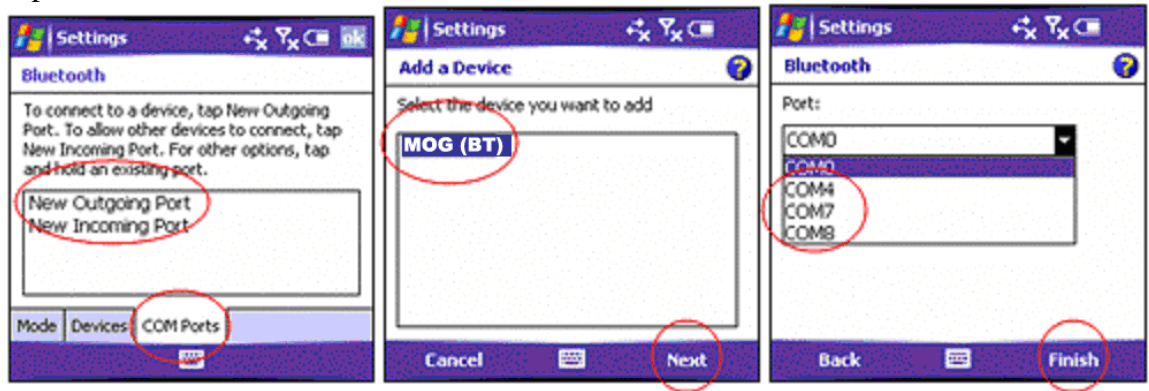 Settings
ok
Bluetooth
To connect to a device, tap New Outgoing
Port. To allow other devices to connect, tap
New Incoming Port. For other options, tap
and hold an existing port.
New Outgoing Port
New Incoming Port
Mode
Devices
COM Ports
Settings
Add a Device
?
Select the device you want to add
MOG (BT)
Cancel
Next
Settings
Bluetooth
?
Port:
COM0
COM0
COM4
COM7
COM8
Back
Finish